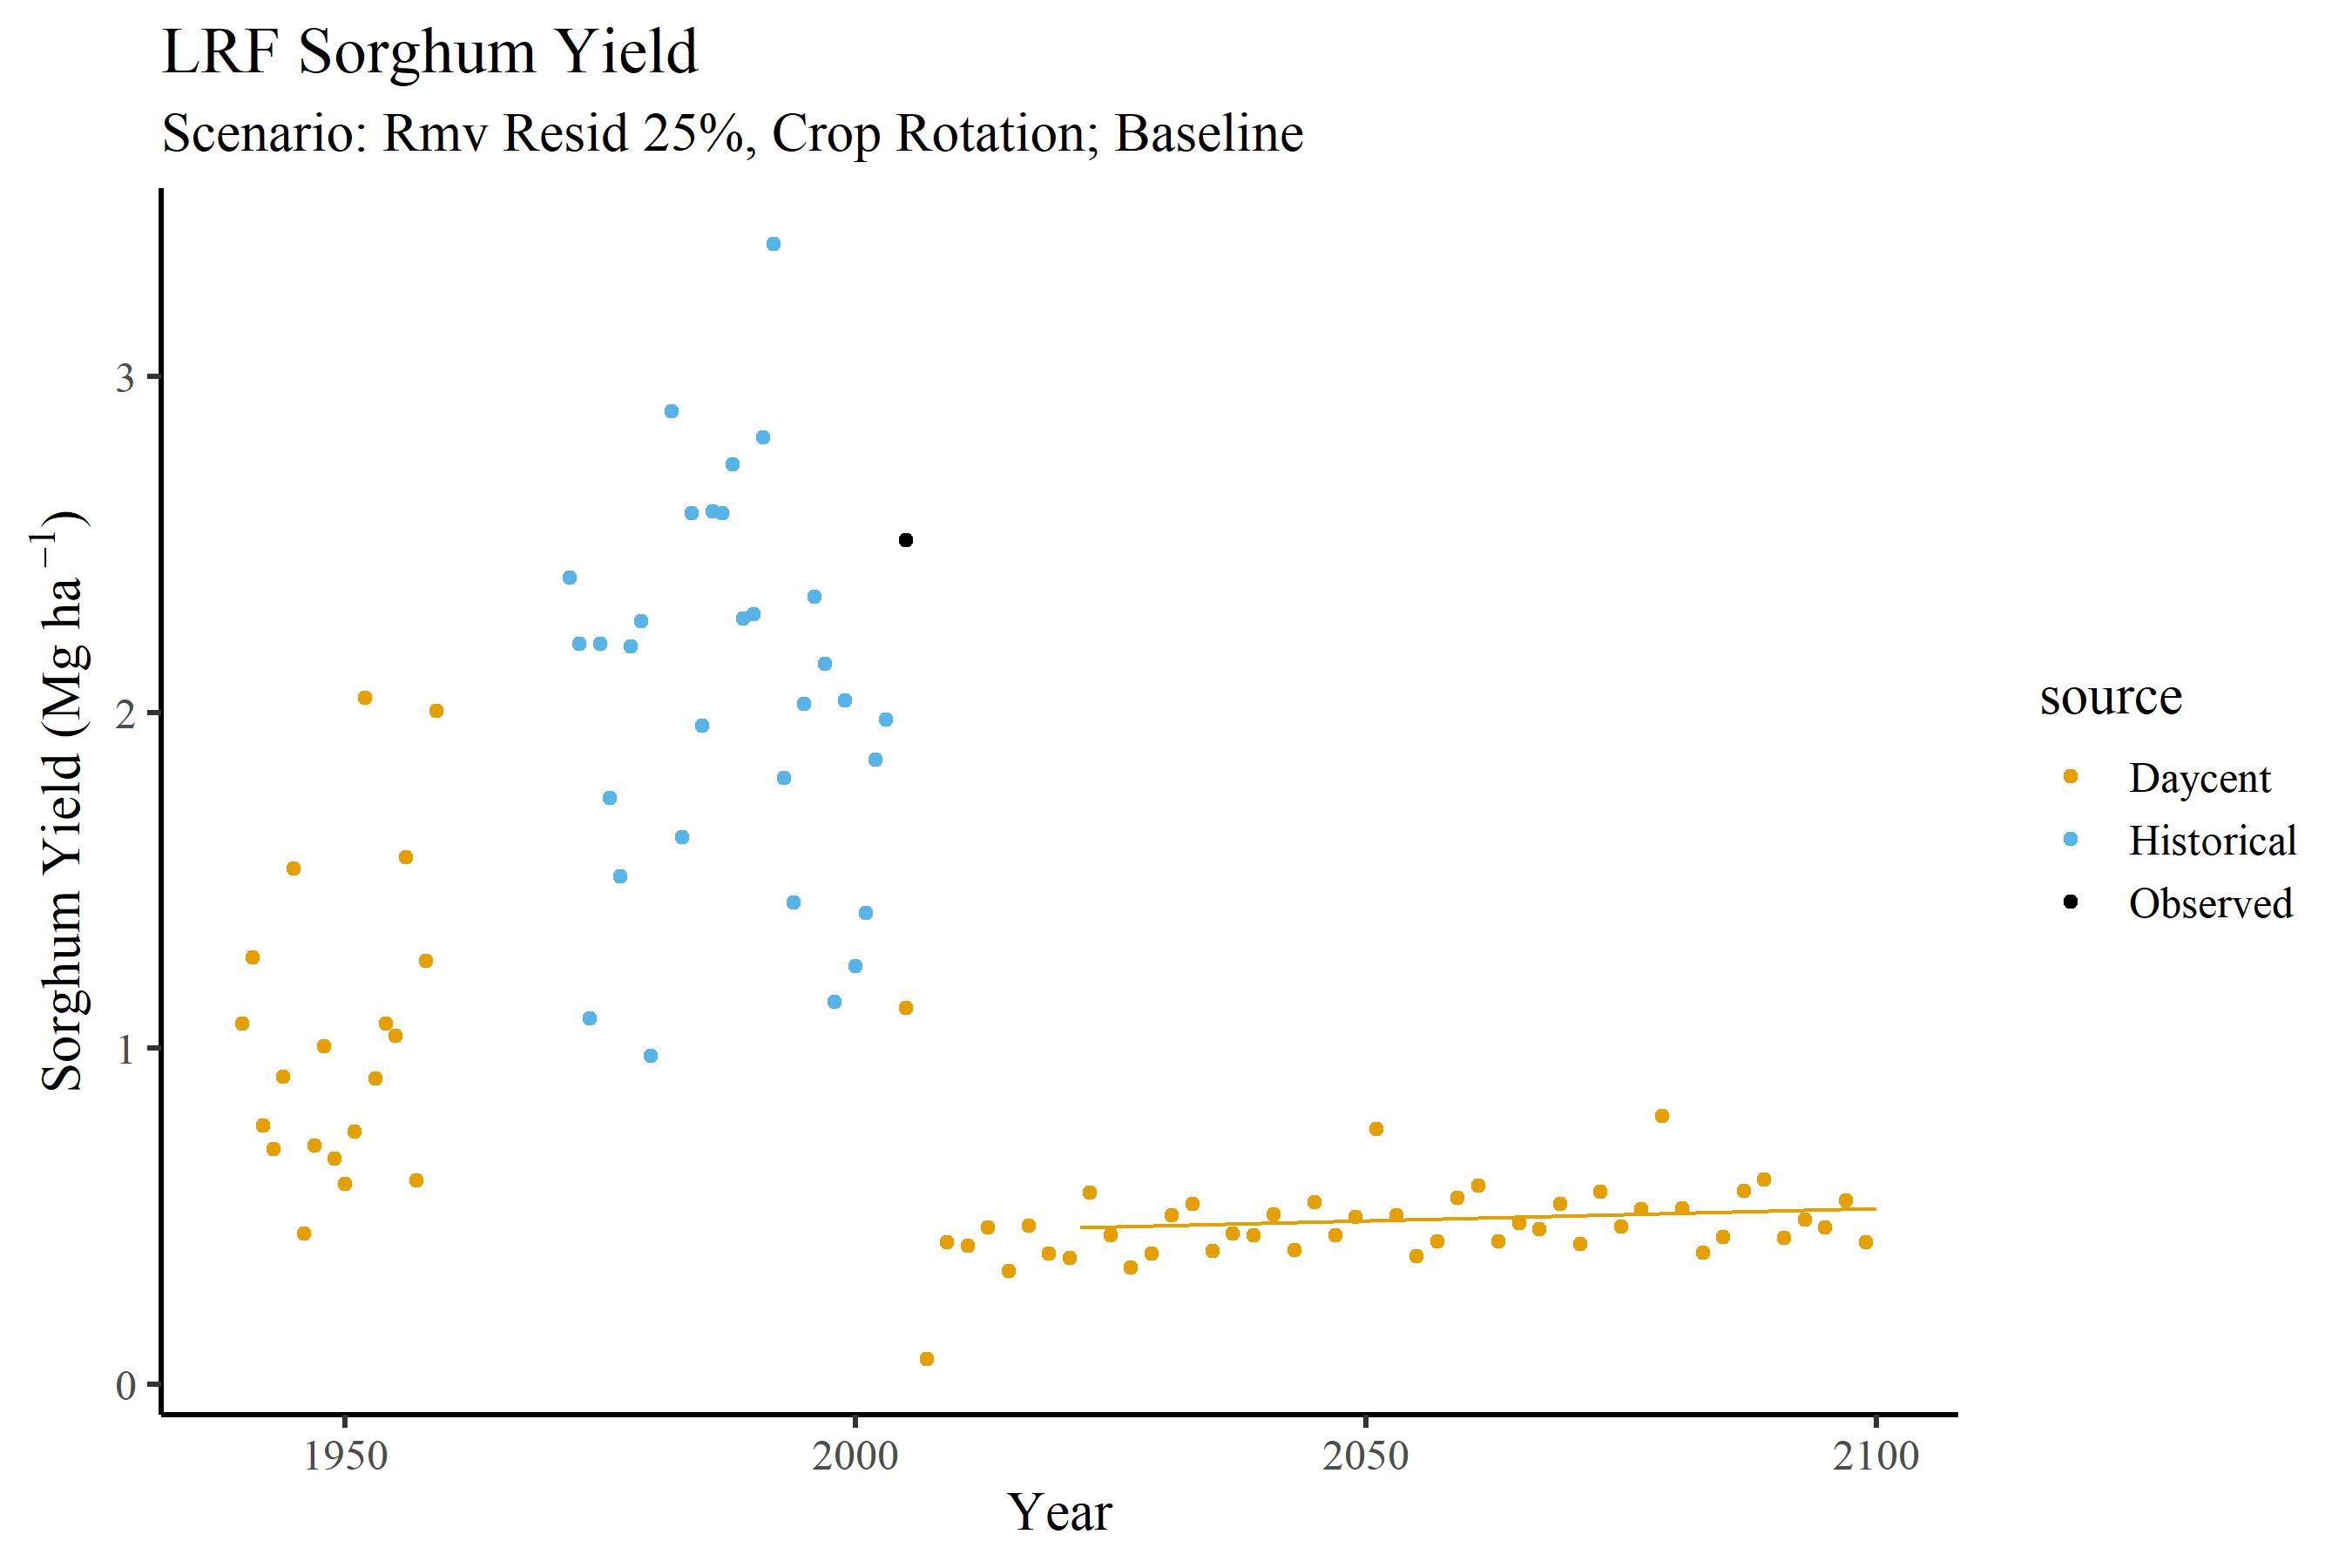 LRF Sorghum Yield
Scenario: Rmv Resid 25%, Crop Rotation; Baseline
Sorghum Yield (Mg ha⁻¹)
3
2
1
0
1950 2000 2050 2100
Year
source
Daycent
Historical
Observed